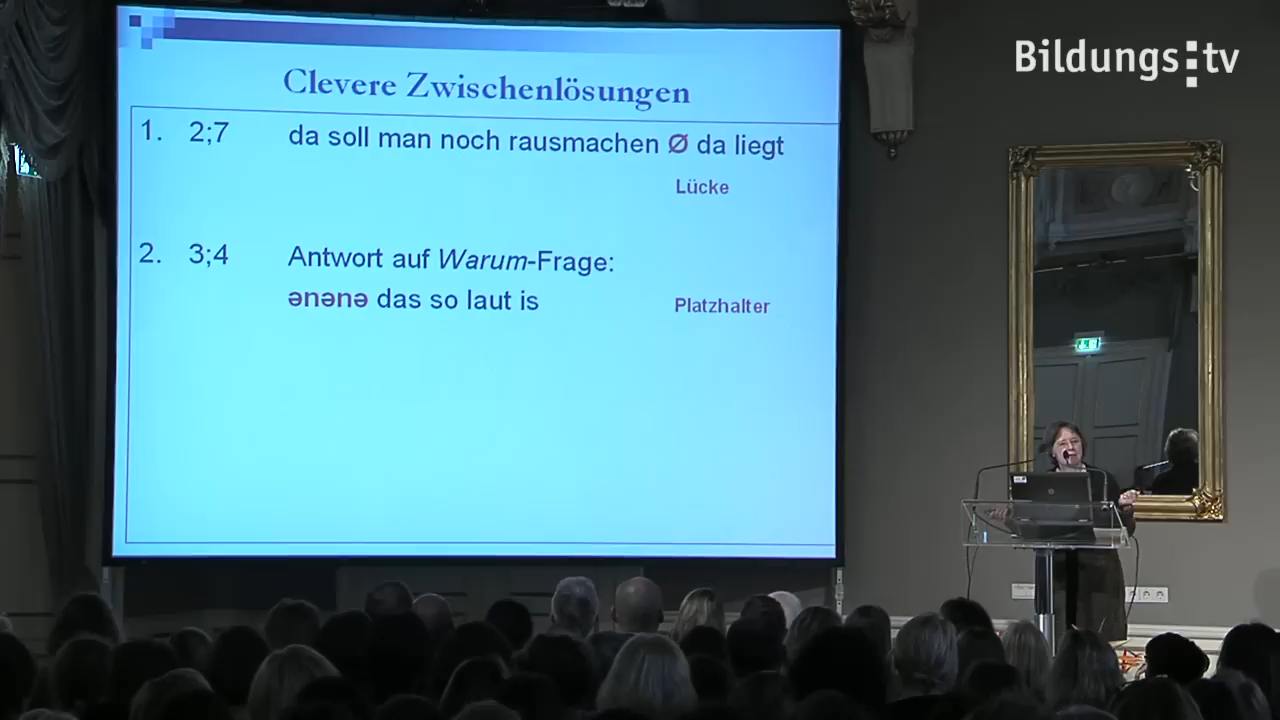 Bildungs:tv
Clevere Zwischenlösungen
1. 2;7 da soll man noch rausmachen Ø da liegt
Lücke
2. 3;4 Antwort auf Warum-Frage:
ənənə das so laut is Platzhalter